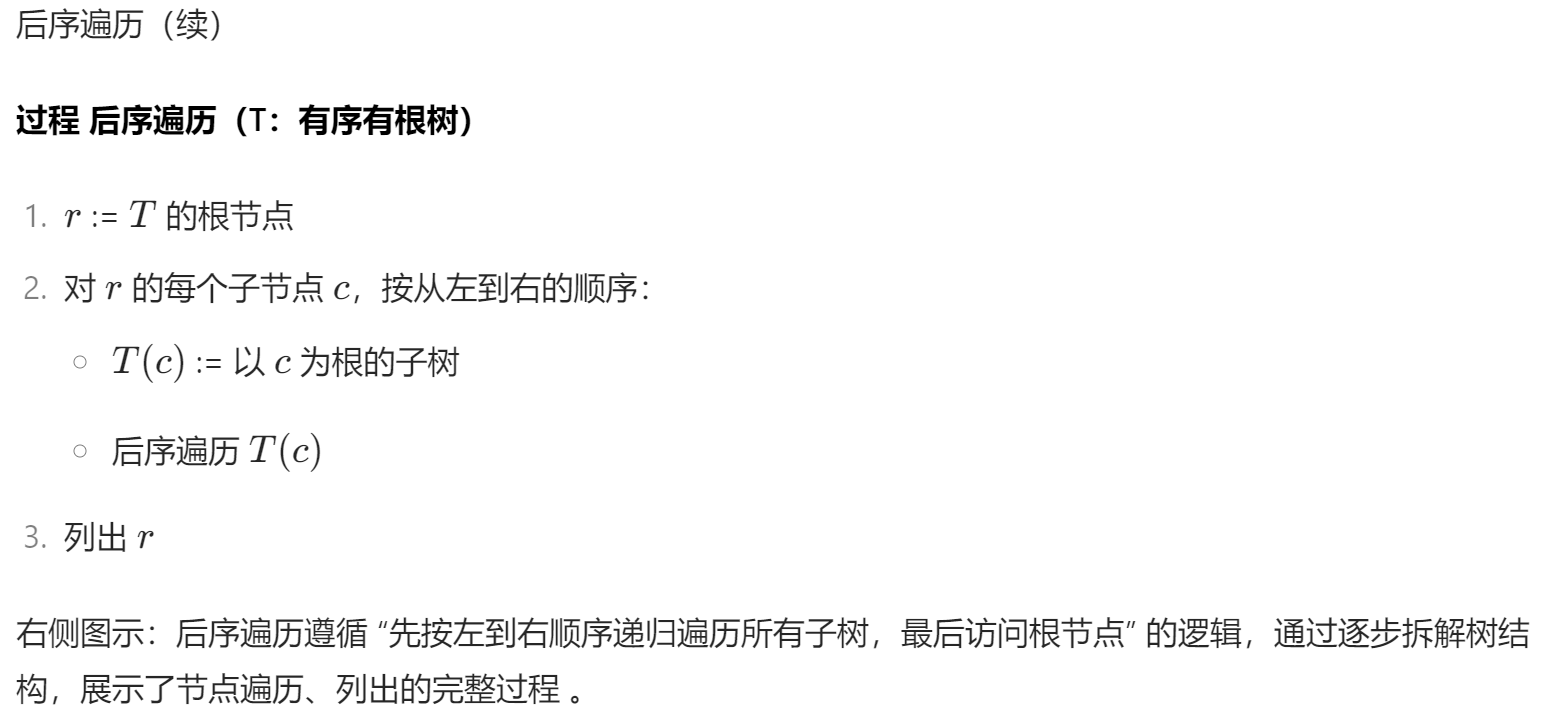 后序遍历（续）
过程 后序遍历（T：有序有根树）
1. r := T 的根节点
2. 对 r 的每个子节点 c，按从左到右的顺序：
○ T(c) := 以 c 为根的子树
○ 后序遍历 T(c)
3. 列出 r
右侧图示：后序遍历遵循 “先按左到右顺序递归遍历所有子树，最后访问根节点” 的逻辑，通过逐步拆解树结
构，展示了节点遍历、列出的完整过程 。